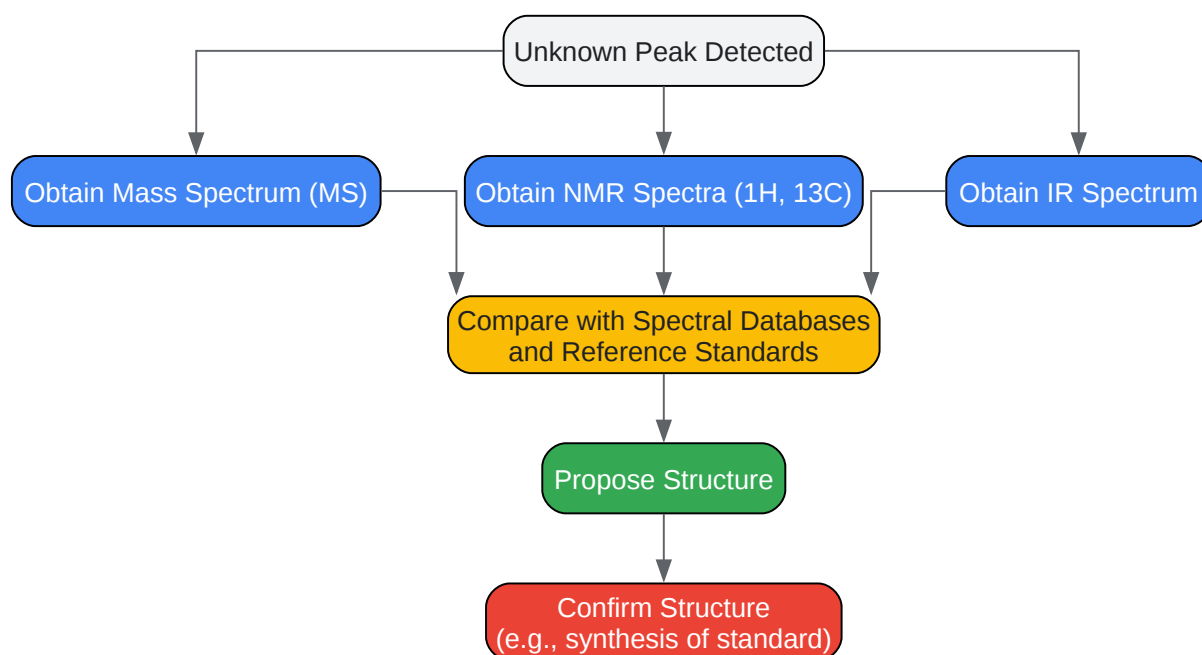 Unknown Peak Detected
Obtain Mass Spectrum (MS)
Obtain NMR Spectra (1H, 13C)
Obtain IR Spectrum
Compare with Spectral Databases
and Reference Standards
Propose Structure
Confirm Structure
(e.g., synthesis of standard)